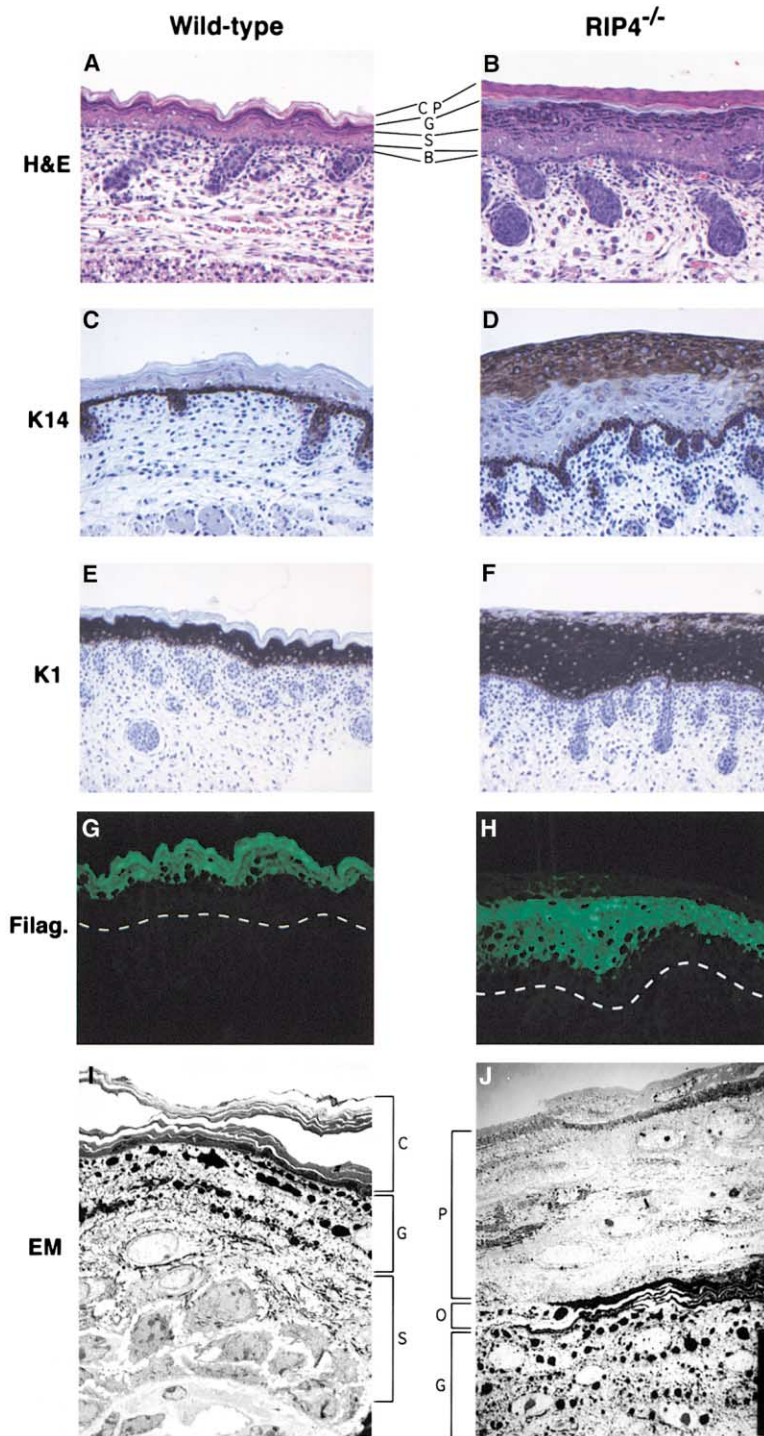 Wild-type RIP4-/-
A B
C P
G
S
B
H&E
C D
K14
E F
K1
G H
Filag.
I J
C
G
S
P
O
G
EM